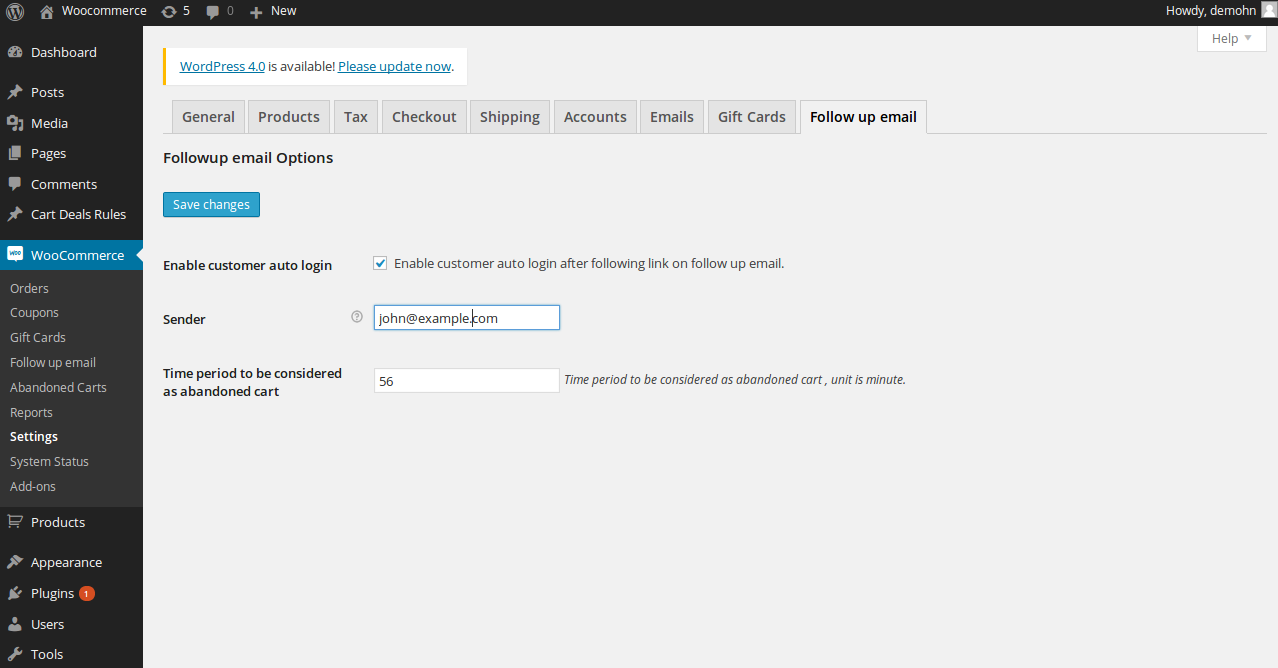 Woocommerce 5 0 New Howdy, demohn
Help
Dashboard
Posts
Media
Pages
Comments
Cart Deals Rules
WooCommerce
Orders
Coupons
Gift Cards
Follow up email
Abandoned Carts
Reports
Settings
System Status
Add-ons
Products
Appearance
Plugins 1
Users
Tools
WordPress 4.0 is available! Please update now.
General Products Tax Checkout Shipping Accounts Emails Gift Cards Follow up email
Followup email Options
Save changes
Enable customer auto login Enable customer auto login after following link on follow up email.
Sender ? john@example.com
Time period to be considered
as abandoned cart
56 Time period to be considered as abandoned cart , unit is minute.